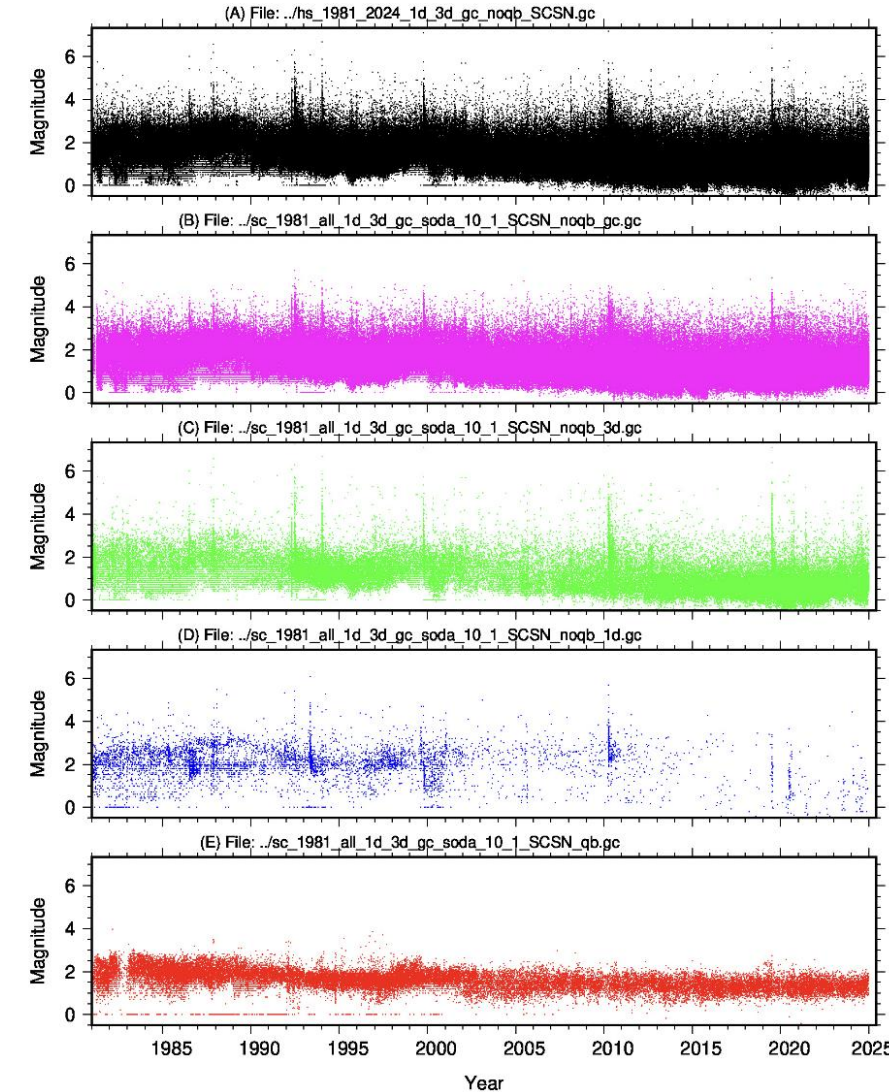 (A) File: ../hs_1981_2024_1d_3d_gc_noqb_SCSN.gc
6
4
2
0
Magnitude
(B) File: ../sc_1981_all_1d_3d_gc_soda_10_1_SCSN_noqb_gc.gc
6
4
2
0
Magnitude
(C) File: ../sc_1981_all_1d_3d_gc_soda_10_1_SCSN_noqb_3d.gc
6
4
2
0
Magnitude
(D) File: ../sc_1981_all_1d_3d_gc_soda_10_1_SCSN_noqb_1d.gc
6
4
2
0
Magnitude
(E) File: ../sc_1981_all_1d_3d_gc_soda_10_1_SCSN_qb.gc
6
4
2
0
Magnitude
1985 1990 1995 2000 2005 2010 2015 2020 2025
Year